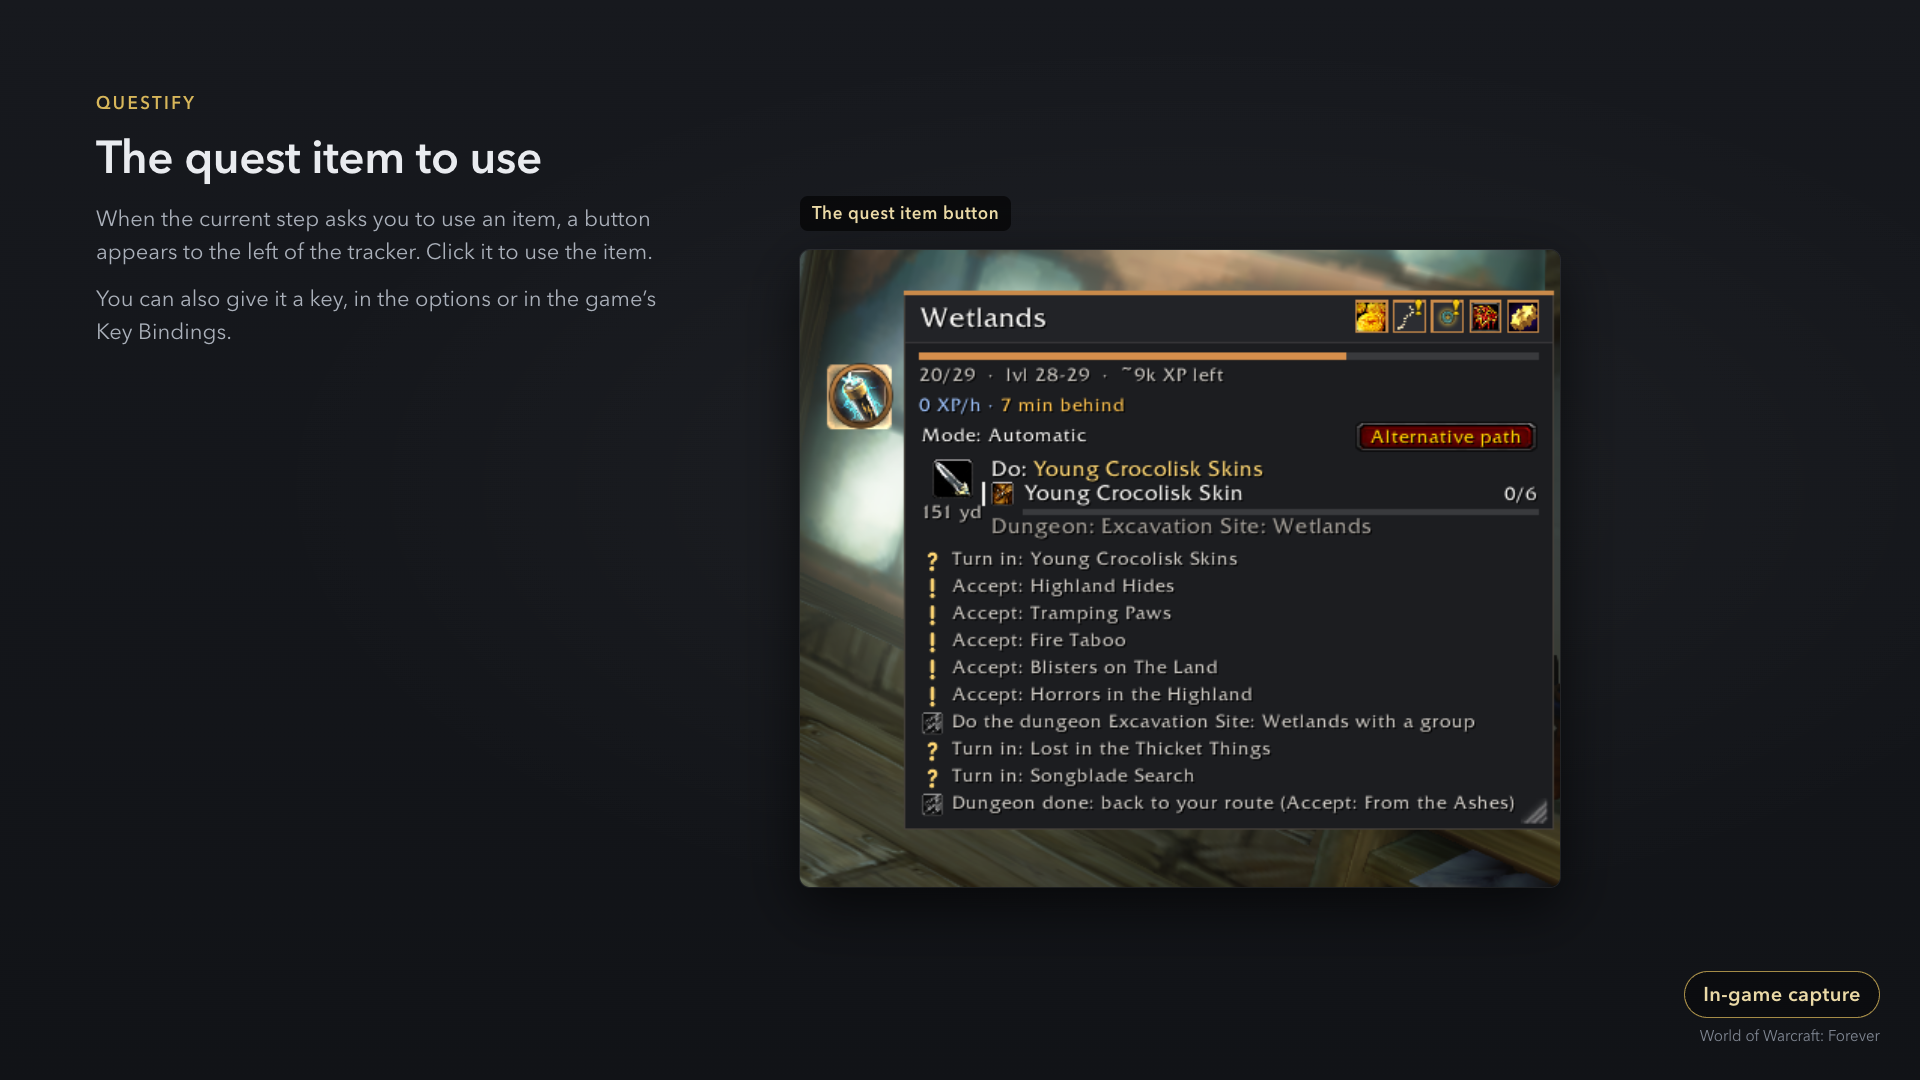 QUESTIFY
The quest item to use
When the current step asks you to use an item, a button
appears to the left of the tracker. Click it to use the item.
You can also give it a key, in the options or in the game’s
Key Bindings.
The quest item button
Wetlands
20/29 · lvl 28-29 · ~9k XP left
0 XP/h · 7 min behind
Mode: Automatic
Alternative path
Do: Young Crocolisk Skins
Young Crocolisk Skin 0/6
151 yd
Dungeon: Excavation Site: Wetlands
? Turn in: Young Crocolisk Skins
! Accept: Highland Hides
! Accept: Tramping Paws
! Accept: Fire Taboo
! Accept: Blisters on The Land
! Accept: Horrors in the Highland
Do the dungeon Excavation Site: Wetlands with a group
? Turn in: Lost in the Thicket Things
? Turn in: Songblade Search
Dungeon done: back to your route (Accept: From the Ashes)
In-game capture
World of Warcraft: Forever